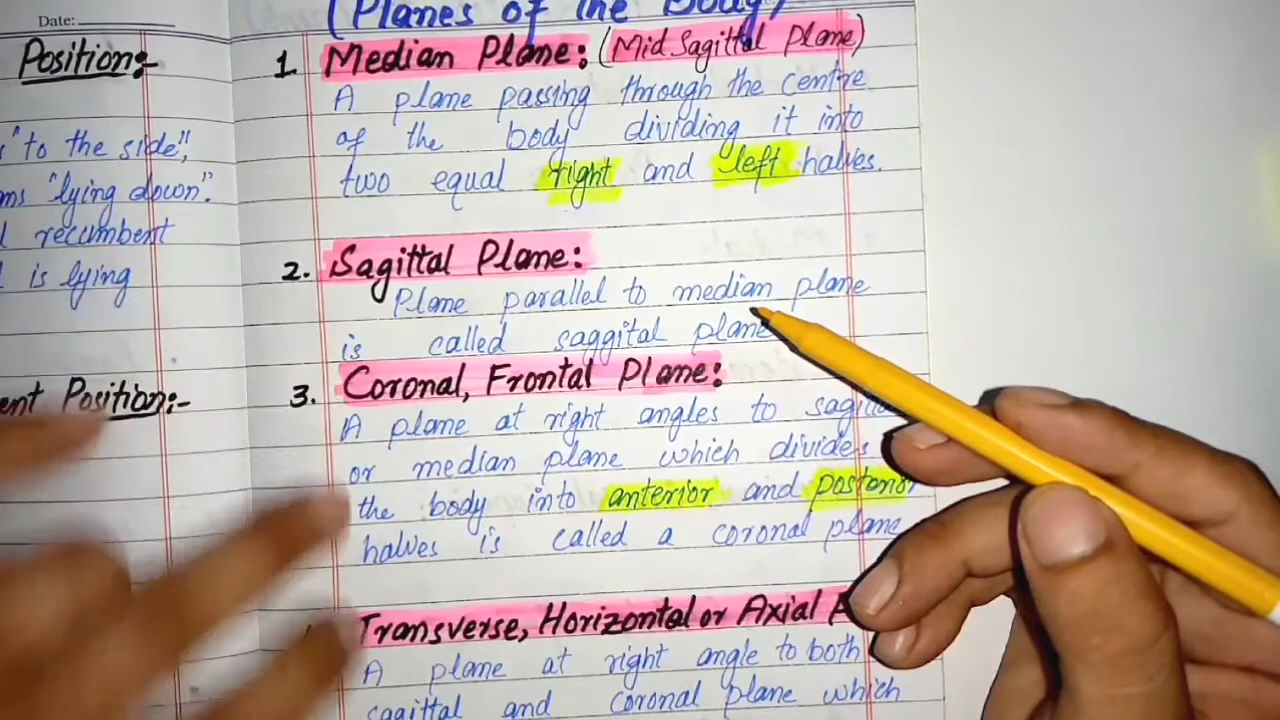 Date:
Position:-
"to the side",
"lying down".
recumbent
is lying
Position:-
(Planes of the Body)
1. Median Plane: (Mid Sagittal Plane)
A plane passing through the centre
of the body dividing it into
two equal right and left halves.
2. Sagittal Plane:
Plane parallel to median plane
is called saggital plane
3. Coronal, Frontal Plane:
A plane at right angles to
or median plane which divides
the body into anterior and posterior
halves is called a coronal plane
Transverse, Horizontal or Axial
A plane at right angle to both
sagittal and coronal plane which